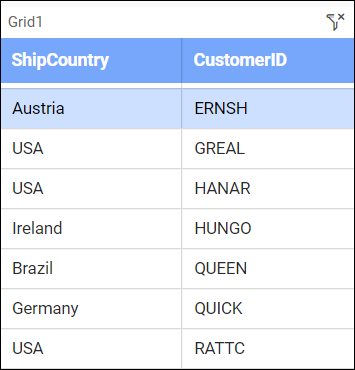 Grid1
ShipCountry CustomerID
Austria ERNSH
USA GREAL
USA HANAR
Ireland HUNGO
Brazil QUEEN
Germany QUICK
USA RATTC